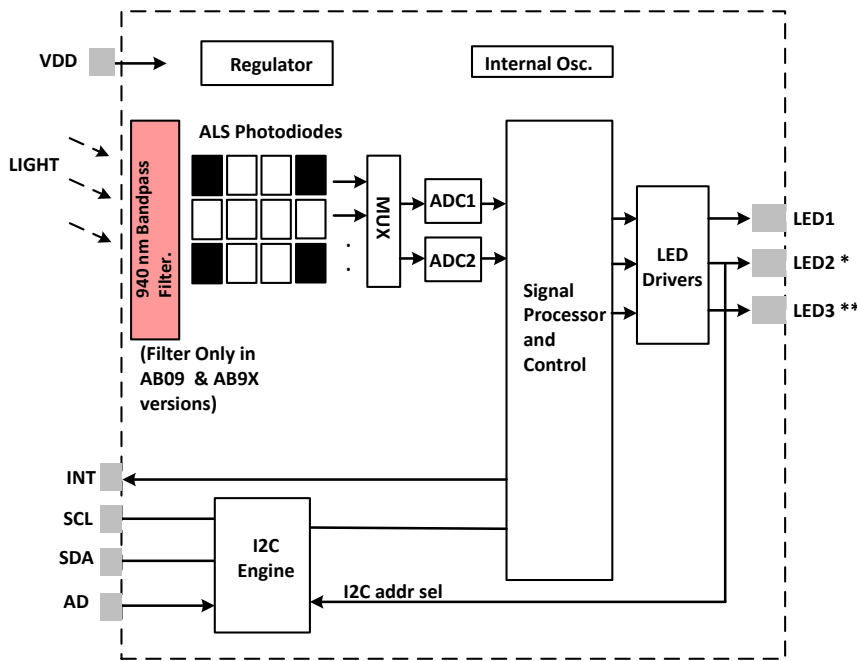 VDD
Regulator
Internal Osc.
LIGHT
940 nm Bandpass
Filter.
ALS Photodiodes
MUX
ADC1
ADC2
Signal
Processor
and
Control
LED
Drivers
LED1
LED2 *
LED3 **
(Filter Only in
AB09 & AB9X
versions)
INT
SCL
SDA
AD
I2C
Engine
I2C addr sel